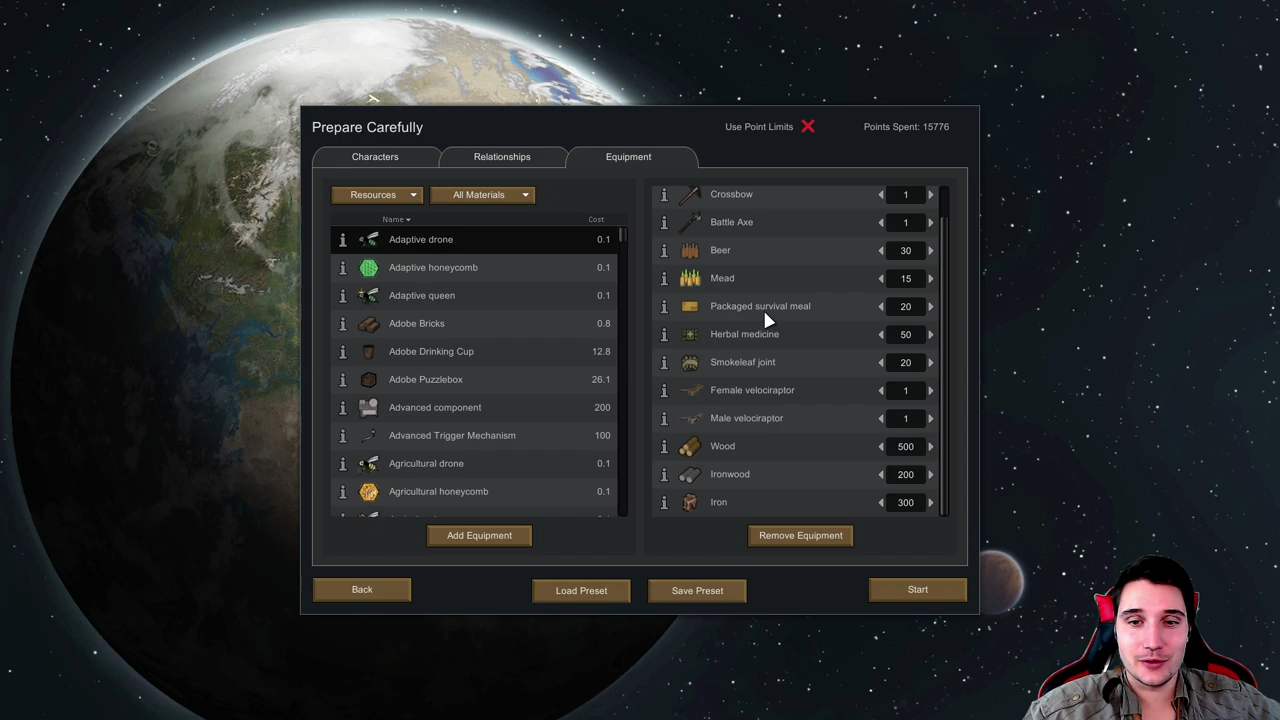 Prepare Carefully
Use Point Limits
Points Spent: 15776
Characters
Relationships
Equipment
Resources
All Materials
Name
Cost
Adaptive drone 0.1
Adaptive honeycomb 0.1
Adaptive queen 0.1
Adobe Bricks 0.8
Adobe Drinking Cup 12.8
Adobe Puzzlebox 26.1
Advanced component 200
Advanced Trigger Mechanism 100
Agricultural drone 0.1
Agricultural honeycomb 0.1
Add Equipment
Crossbow 1
Battle Axe 1
Beer 30
Mead 15
Packaged survival meal 20
Herbal medicine 50
Smokeleaf joint 20
Female velociraptor 1
Male velociraptor 1
Wood 500
Ironwood 200
Iron 300
Remove Equipment
Back
Load Preset
Save Preset
Start